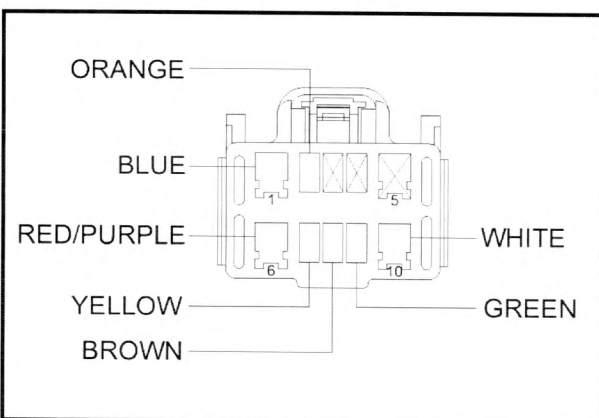 ORANGE
BLUE
1
5
RED/PURPLE
WHITE
6
10
YELLOW
GREEN
BROWN